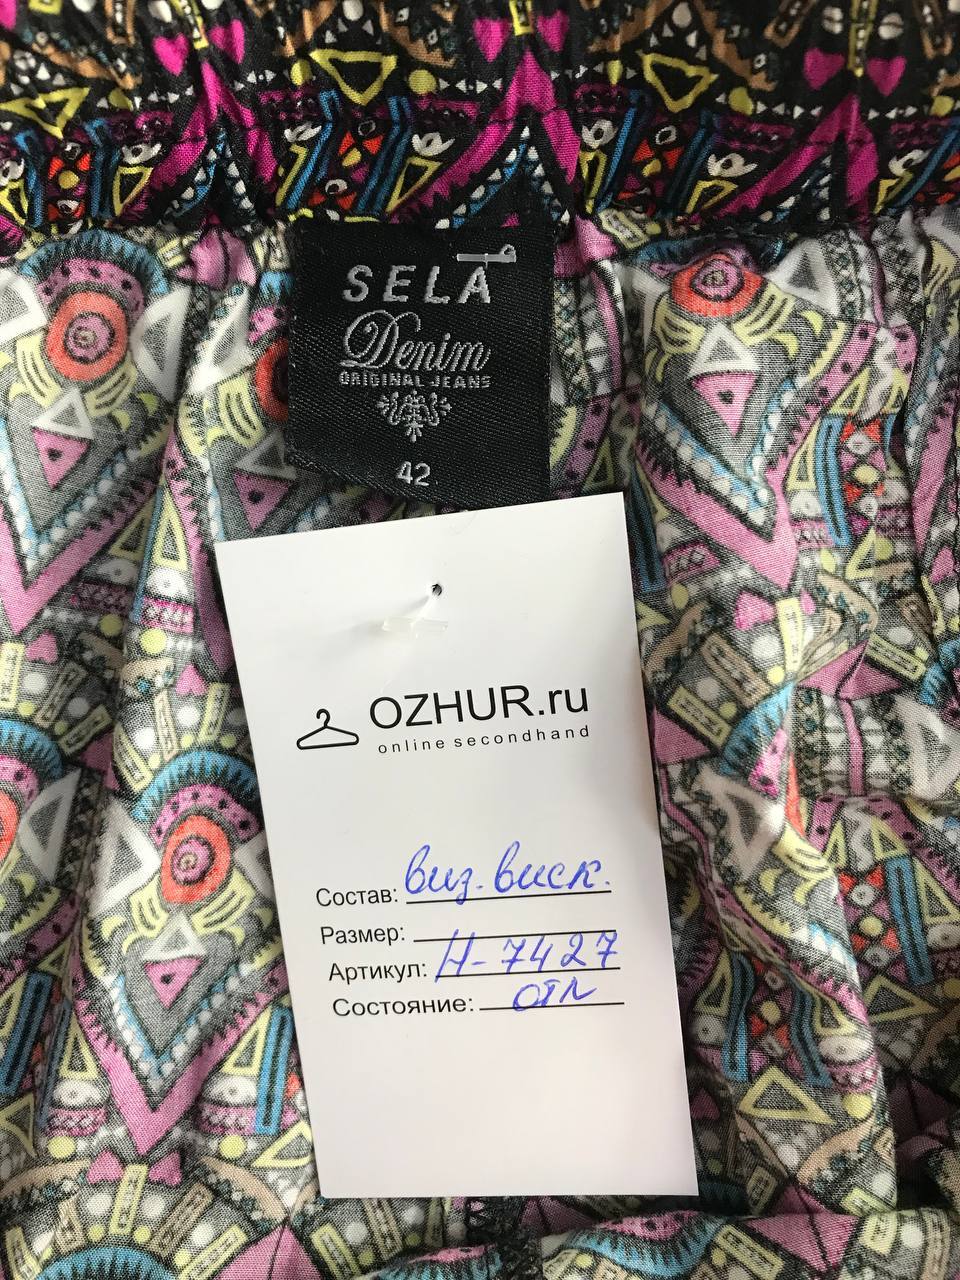 SELA
Denim
ORIGINAL JEANS
42
OZHUR.ru
online secondhand
Состав: виз. виск.
Размер:
Артикул: Н-7427
Состояние: отл